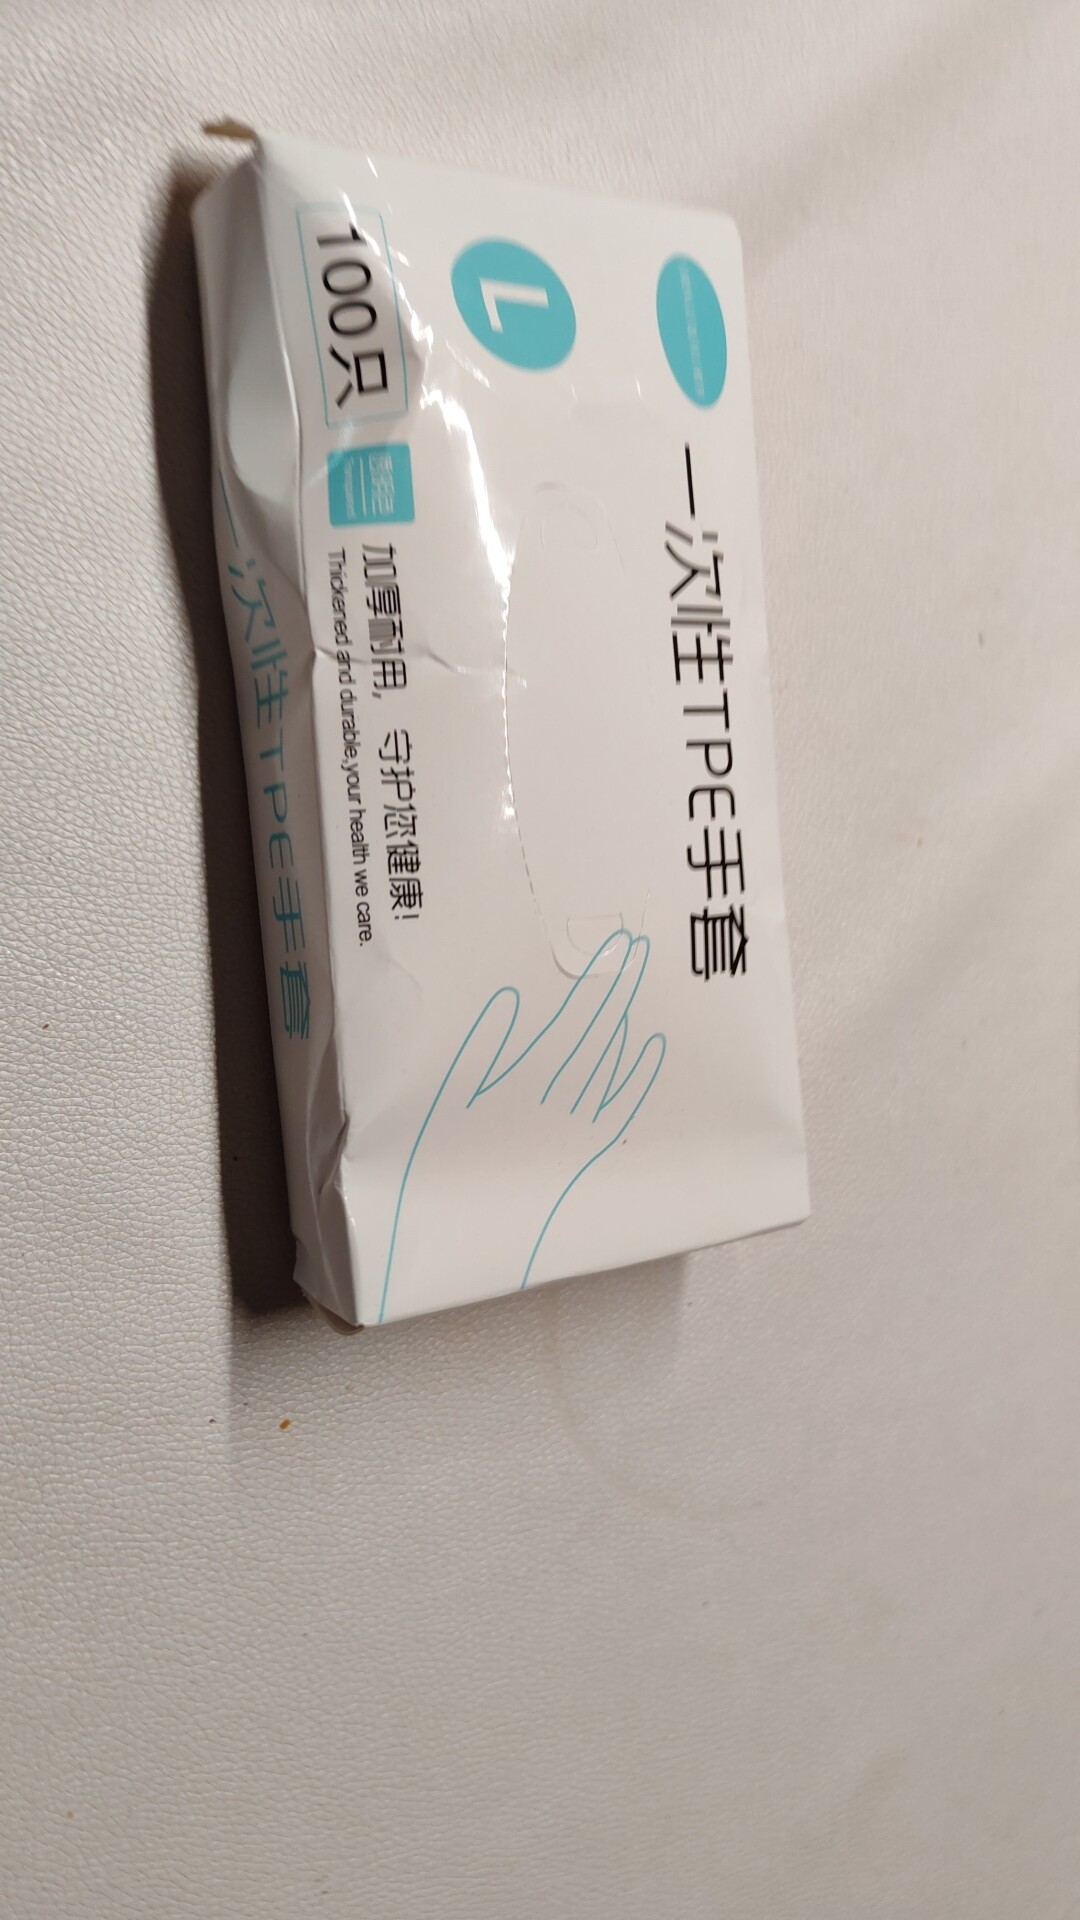 一次性TPE手套
L
100只
透明色
Transparent
加厚耐用，守护您健康！
Thickened and durable,your health we care.
一次性TPE手套